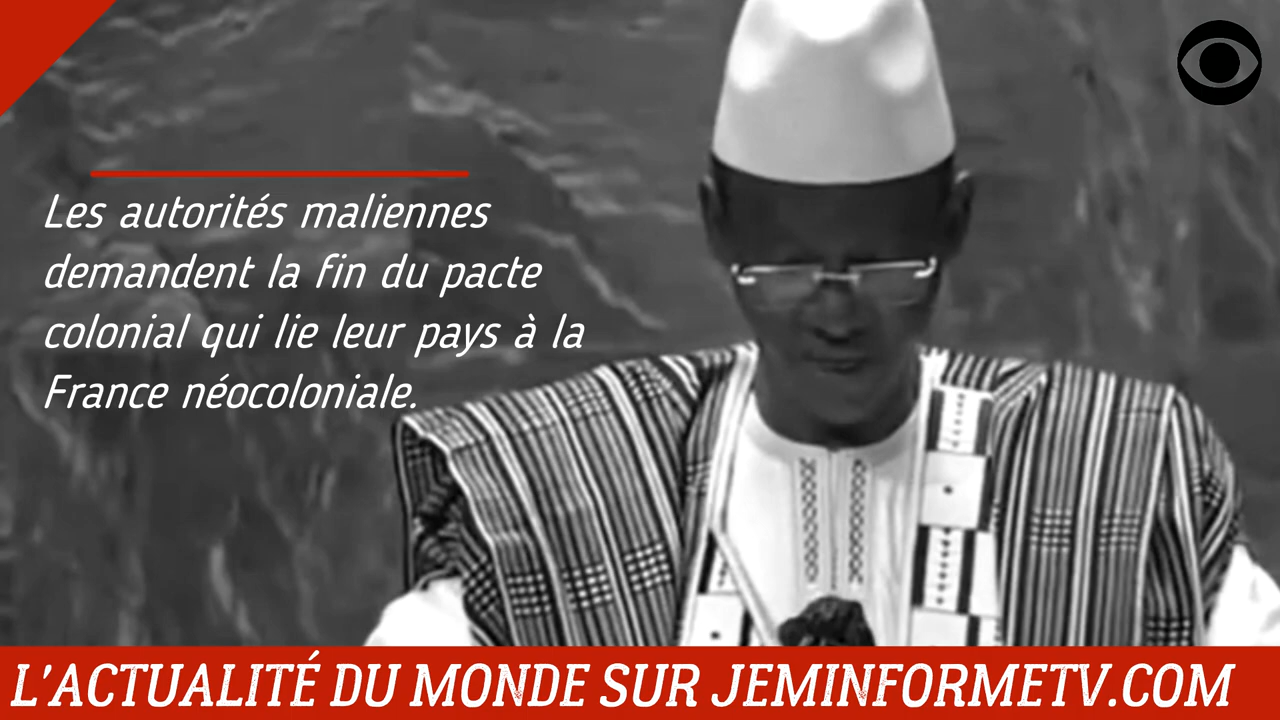 Les autorités maliennes
demandent la fin du pacte
colonial qui lie leur pays à la
France néocoloniale.
L'ACTUALITÉ DU MONDE SUR JEMINFORMETV.COM